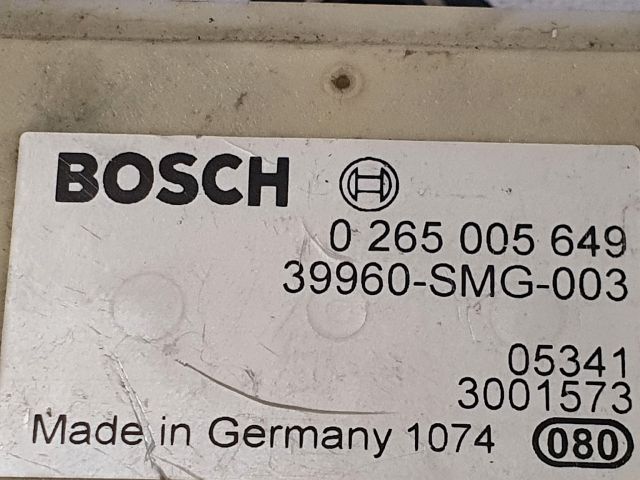 BOSCH
0 265 005 649
39960-SMG-003
05341
3001573
Made in Germany 1074 080